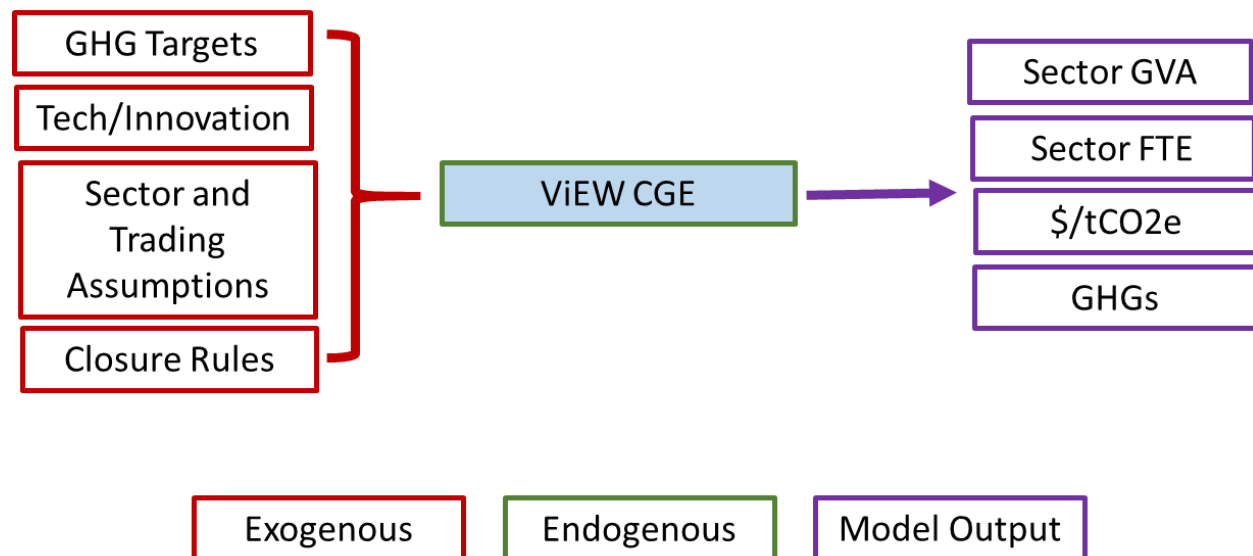 GHG Targets
Tech/Innovation
Sector and
Trading
Assumptions
Closure Rules
ViEW CGE
Sector GVA
Sector FTE
$/tCO2e
GHGs
Exogenous
Endogenous
Model Output